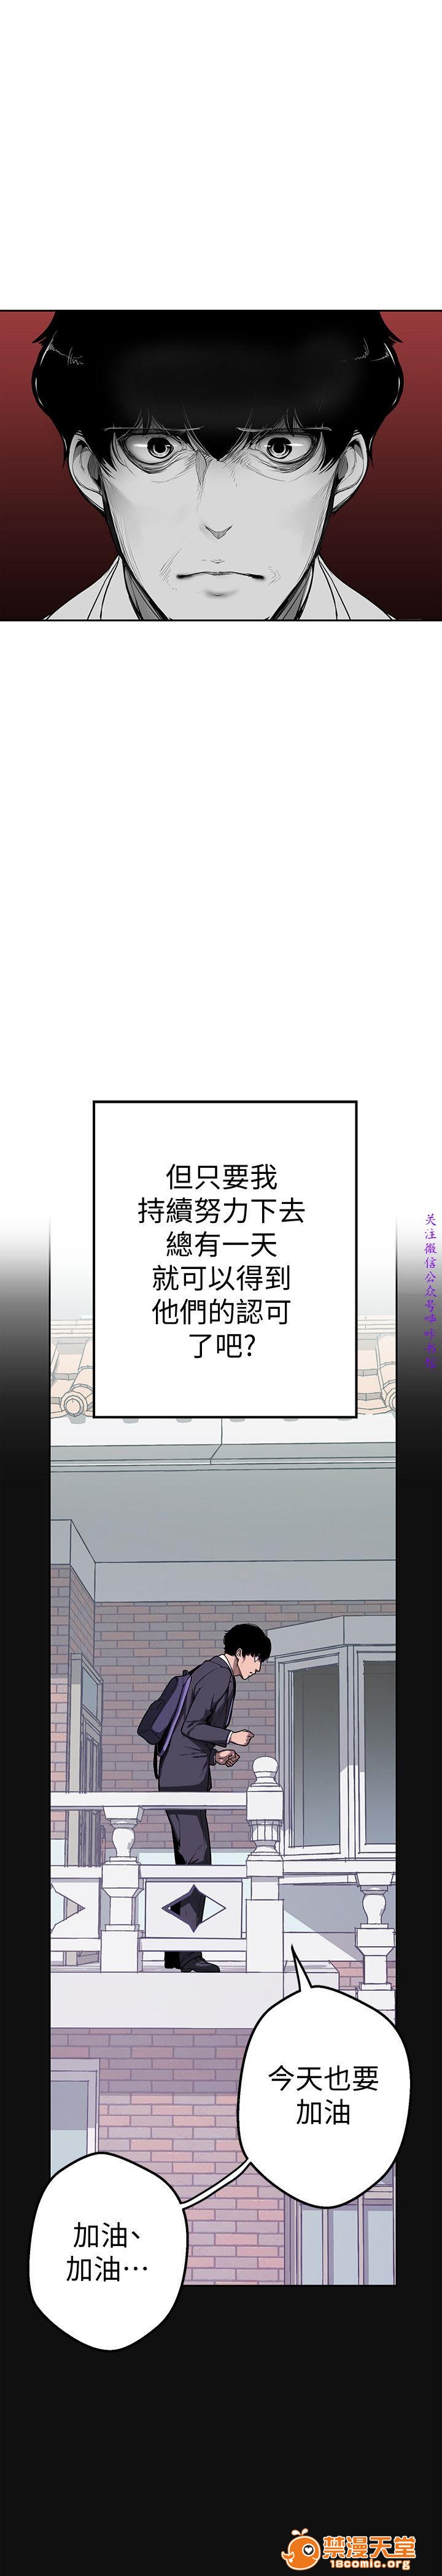 但只要我
持續努力下去
總有一天
就可以得到
他們的認可
了吧?
关注微信公众号
今天也要
加油
加油、
加油…
禁漫天堂
18comic.org